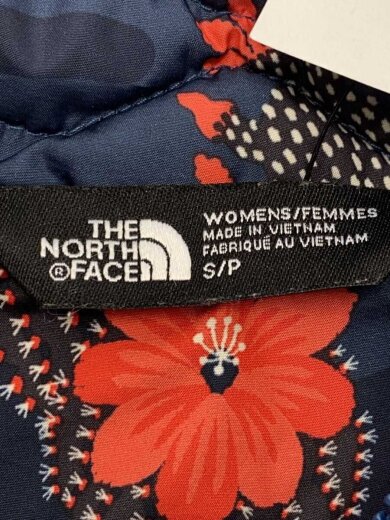 THE
NORTH
® FACE
WOMENS/FEMMES
MADE IN VIETNAM
FABRIQUÉ AU VIETNAM
S/P